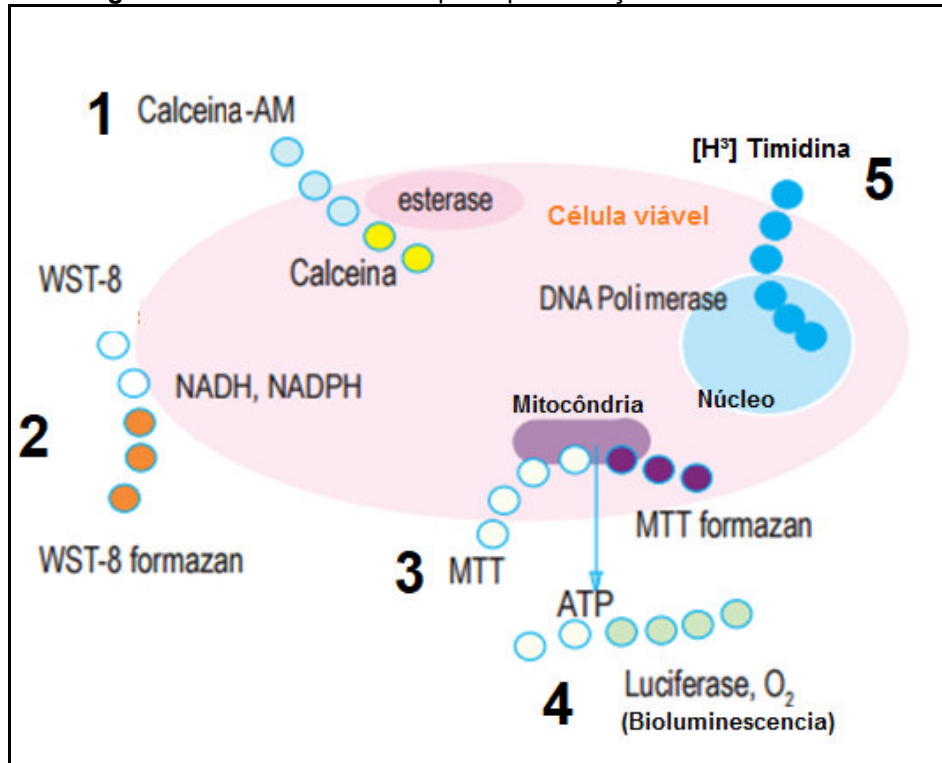 1
Calceina-AM
esterase
Calceina
Célula viável
[H³] Timidina
5
DNA Polimerase
Núcleo
WST-8
NADH, NADPH
2
WST-8 formazan
Mitocôndria
MTT formazan
3
MTT
ATP
4
Luciferase, O₂
(Bioluminescencia)